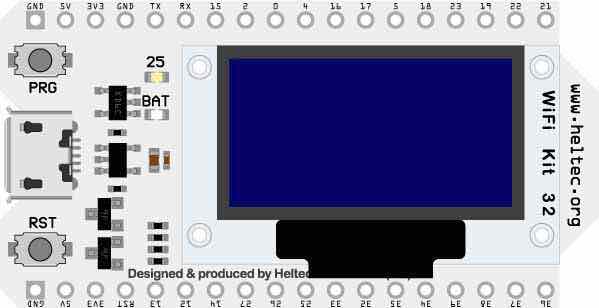 GND 5V 3V3 GND TX RX 15 2 0 4 16 17 5 18 23 19 22 21
PRG
25
BAT
WiFi Kit 32
www.heltec.org
RST
Designed & produced by Heltec
GND 5V 3V3 RST 13 12 14 27 26 25 33 32 35 34 39 38 37 36